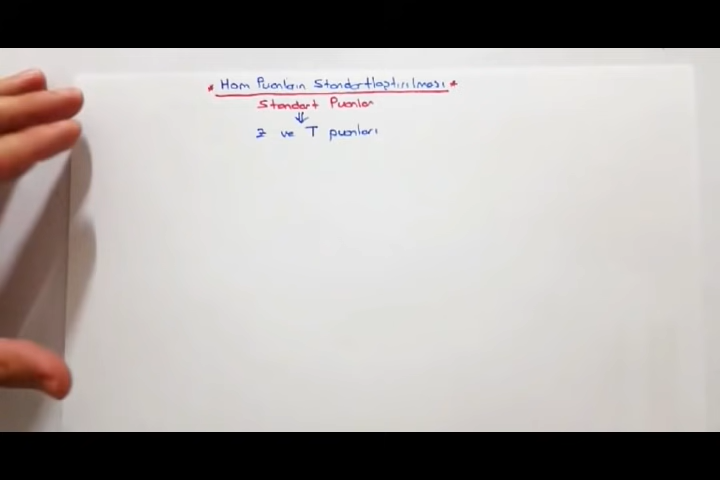 * Ham Puanların Standartlaştırılması *
Standart Puanlar
⇓
z ve T puanları